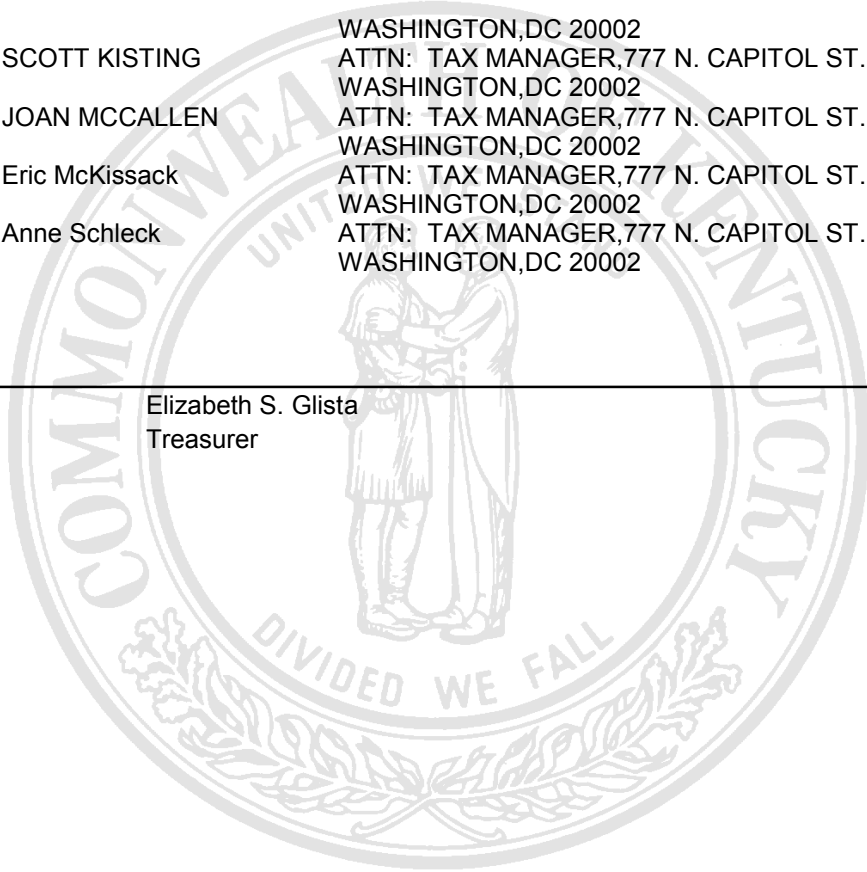 WASHINGTON,DC 20002
SCOTT KISTING ATTN: TAX MANAGER,777 N. CAPITOL ST.
WASHINGTON,DC 20002
JOAN MCCALLEN ATTN: TAX MANAGER,777 N. CAPITOL ST.
WASHINGTON,DC 20002
Eric McKissack ATTN: TAX MANAGER,777 N. CAPITOL ST.
WASHINGTON,DC 20002
Anne Schleck ATTN: TAX MANAGER,777 N. CAPITOL ST.
WASHINGTON,DC 20002
Elizabeth S. Glista
Treasurer
COMMONWEALTH OF KENTUCKY
UNITED WE STAND
DIVIDED WE FALL